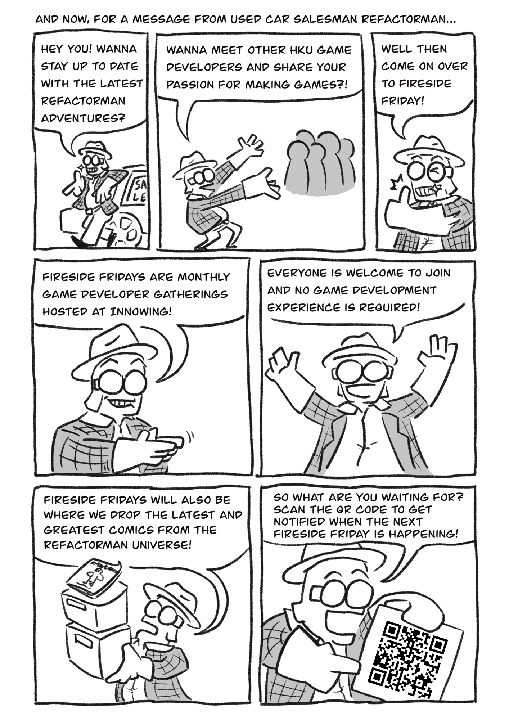 AND NOW, FOR A MESSAGE FROM USED CAR SALESMAN REFACTORMAN...
HEY YOU! WANNA
STAY UP TO DATE
WITH THE LATEST
REFACTORMAN
ADVENTURES?
SA
LE
WANNA MEET OTHER HKU GAME
DEVELOPERS AND SHARE YOUR
PASSION FOR MAKING GAMES?!
WELL THEN
COME ON OVER
TO FIRESIDE
FRIDAY!
FIRESIDE FRIDAYS ARE MONTHLY
GAME DEVELOPER GATHERINGS
HOSTED AT INNOWING!
EVERYONE IS WELCOME TO JOIN
AND NO GAME DEVELOPMENT
EXPERIENCE IS REQUIRED!
FIRESIDE FRIDAYS WILL ALSO BE
WHERE WE DROP THE LATEST AND
GREATEST COMICS FROM THE
REFACTORMAN UNIVERSE!
SO WHAT ARE YOU WAITING FOR?
SCAN THE QR CODE TO GET
NOTIFIED WHEN THE NEXT
FIRESIDE FRIDAY IS HAPPENING!